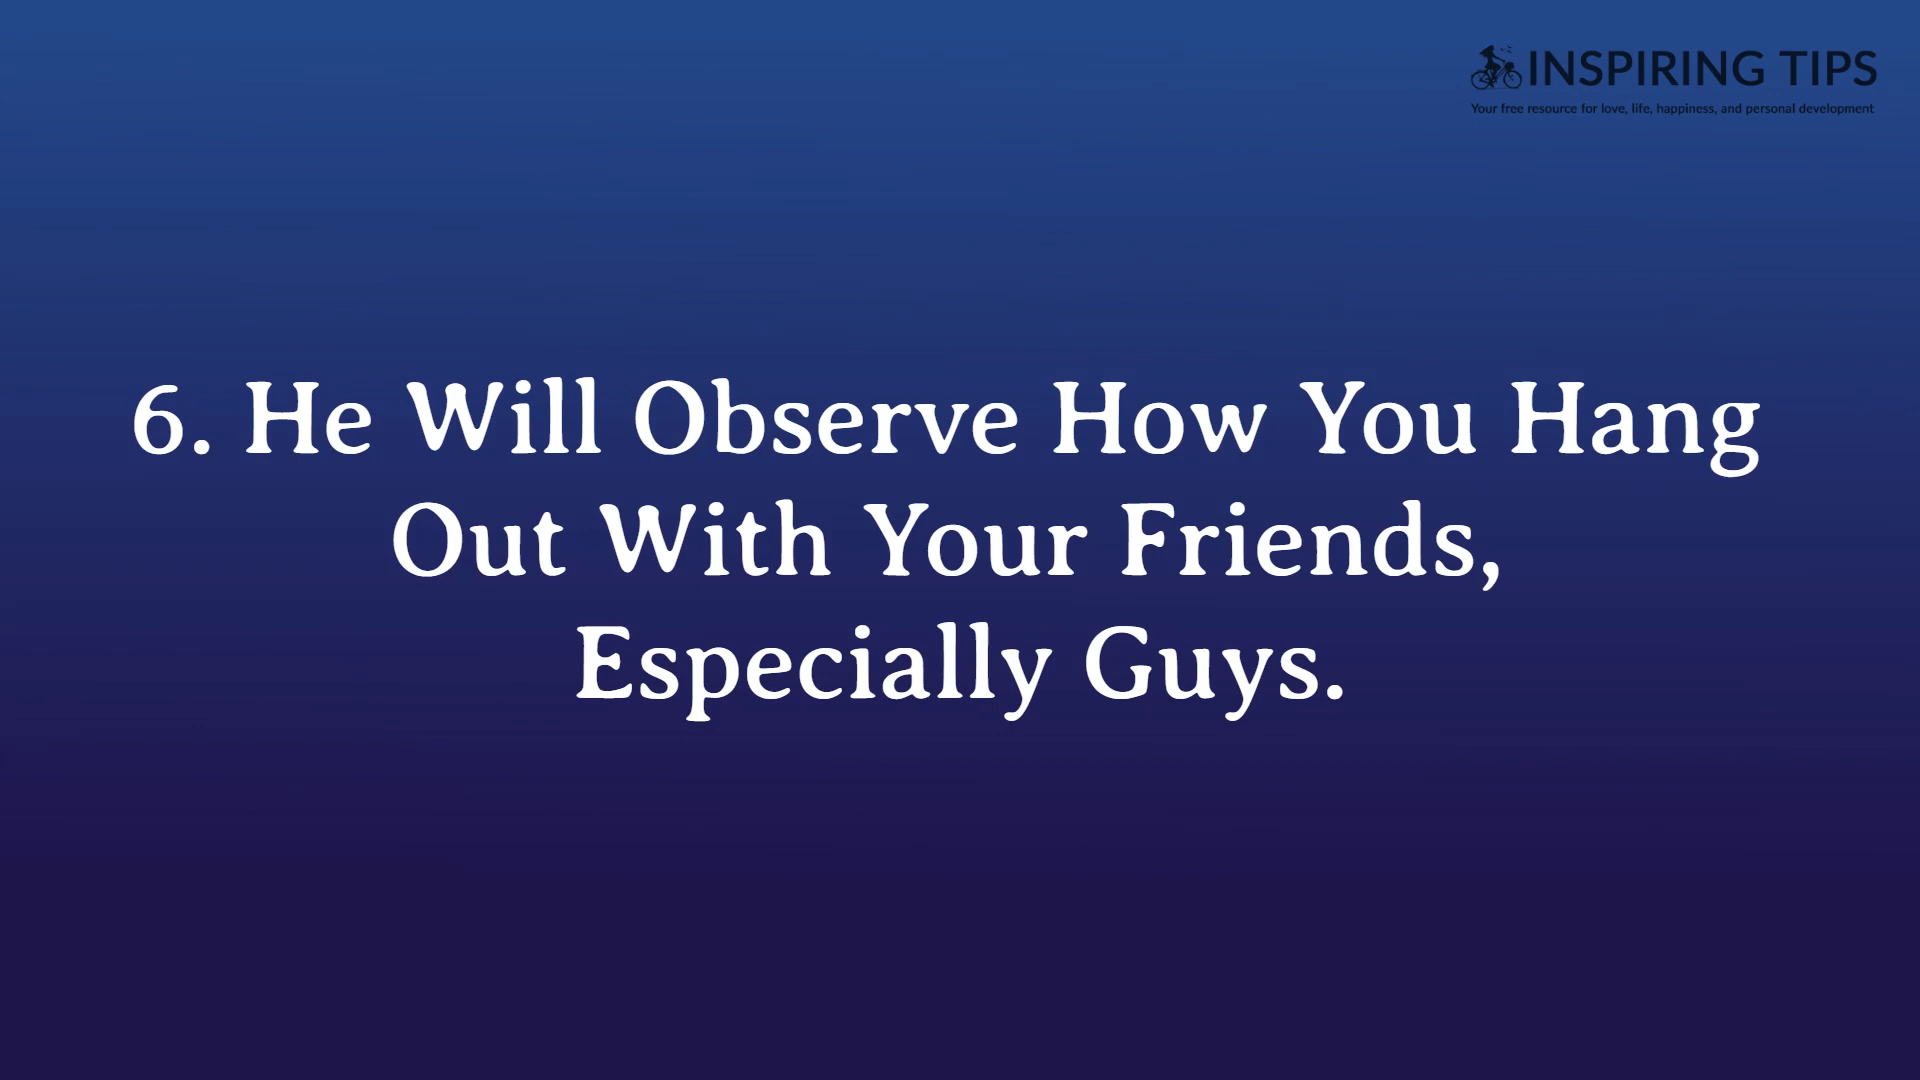 INSPIRING TIPS
Your free resource for love, life, happiness, and personal development
6. He Will Observe How You Hang
Out With Your Friends,
Especially Guys.